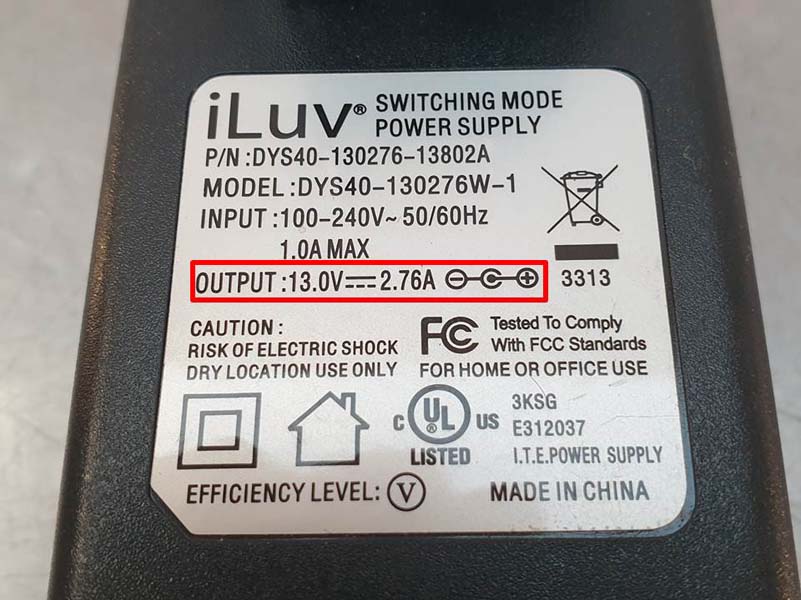 iLuv® SWITCHING MODE
POWER SUPPLY
P/N :DYS40-130276-13802A
MODEL :DYS40-130276W-1
INPUT :100-240V~ 50/60Hz
1.0A MAX
OUTPUT :13.0V⎓2.76A
3313
CAUTION :
RISK OF ELECTRIC SHOCK
DRY LOCATION USE ONLY
FC Tested To Comply
With FCC Standards
FOR HOME OR OFFICE USE
C UL® US
LISTED
3KSG
E312037
I.T.E.POWER SUPPLY
EFFICIENCY LEVEL: V
MADE IN CHINA